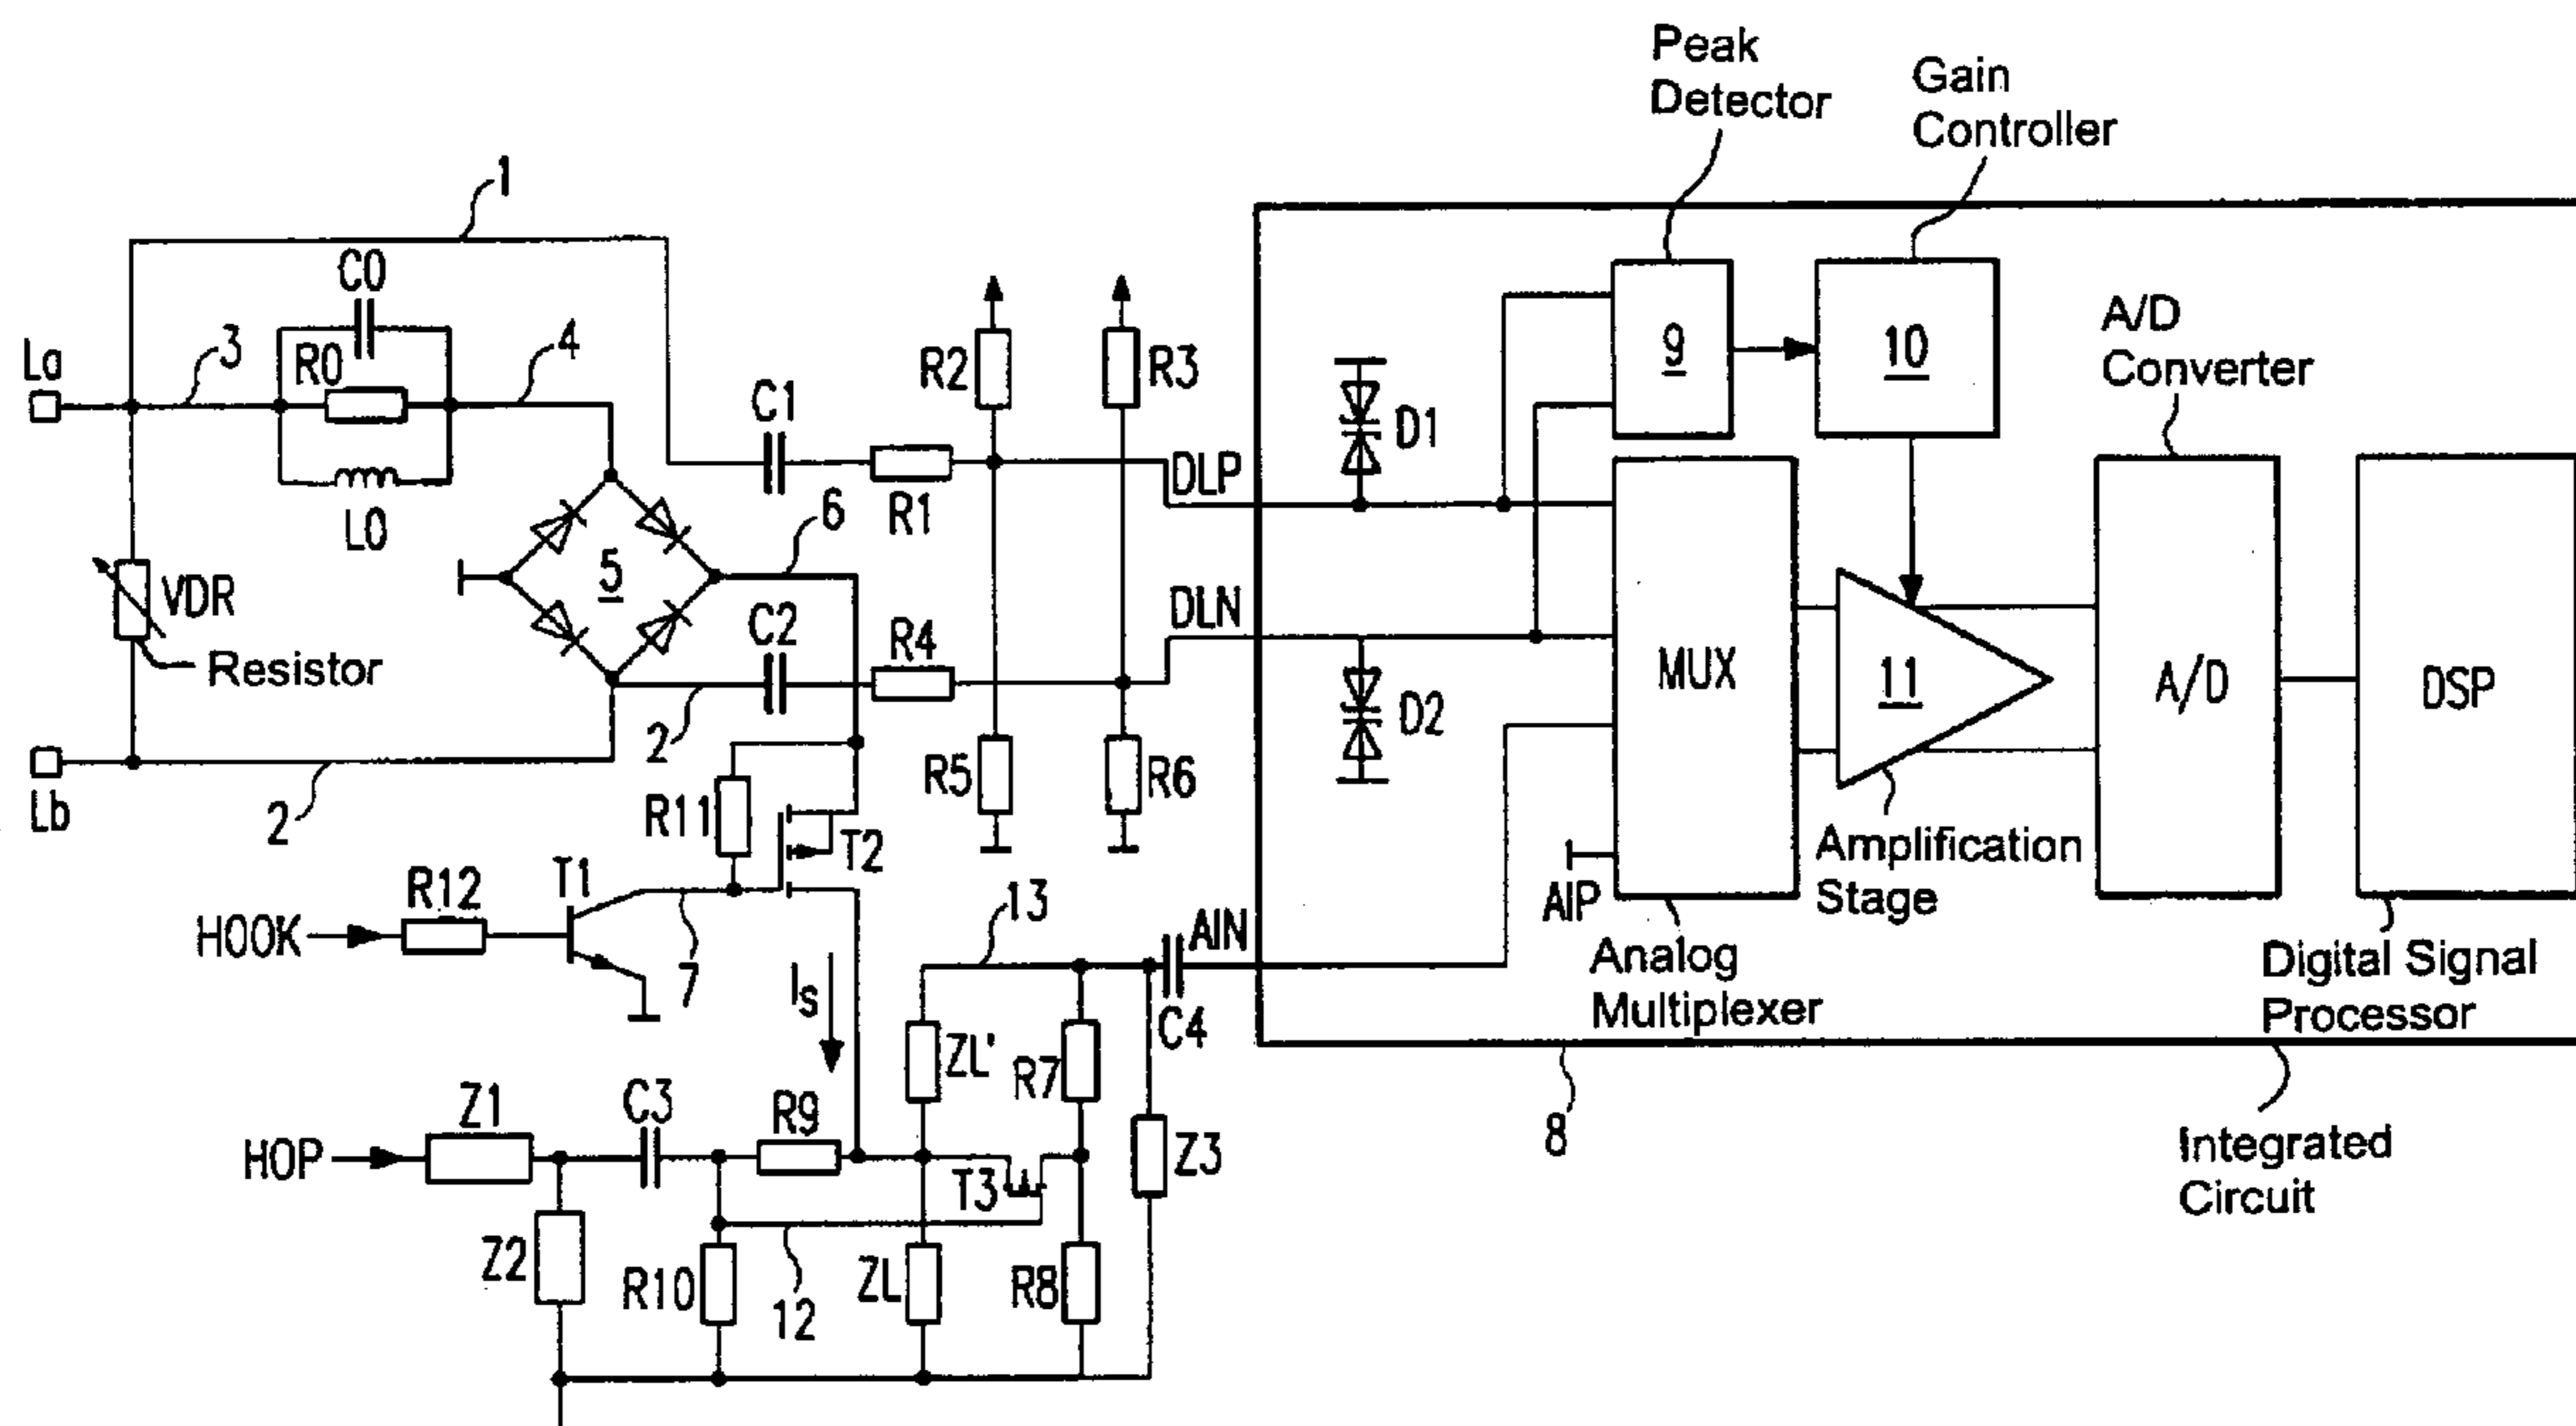 Peak
Detector
Gain
Controller
1
C0
A/D
Converter
La
3
R0
4
R2
R3
9
10
C1
D1
DLP
L0
R1
6
5
VDR
C2
R4
DLN
MUX
11
A/D
DSP
Resistor
2
D2
Lb
2
R11
T2
R5
R6
Amplification
Stage
HOOK
R12
T1
7
13
AIN
AIP
Analog
Multiplexer
Digital Signal
Processor
Is
ZL'
R7
C4
HOP
Z1
C3
R9
T3
Z3
8
Integrated
Circuit
Z2
R10
12
ZL
R8